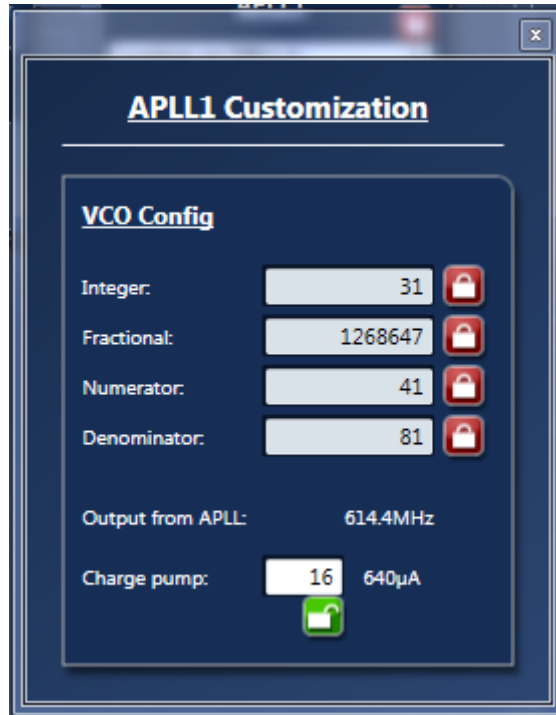 APLL1
x
APLL1 Customization
VCO Config
Integer: 31
Fractional: 1268647
Numerator: 41
Denominator: 81
Output from APLL: 614.4MHz
Charge pump: 16 640µA